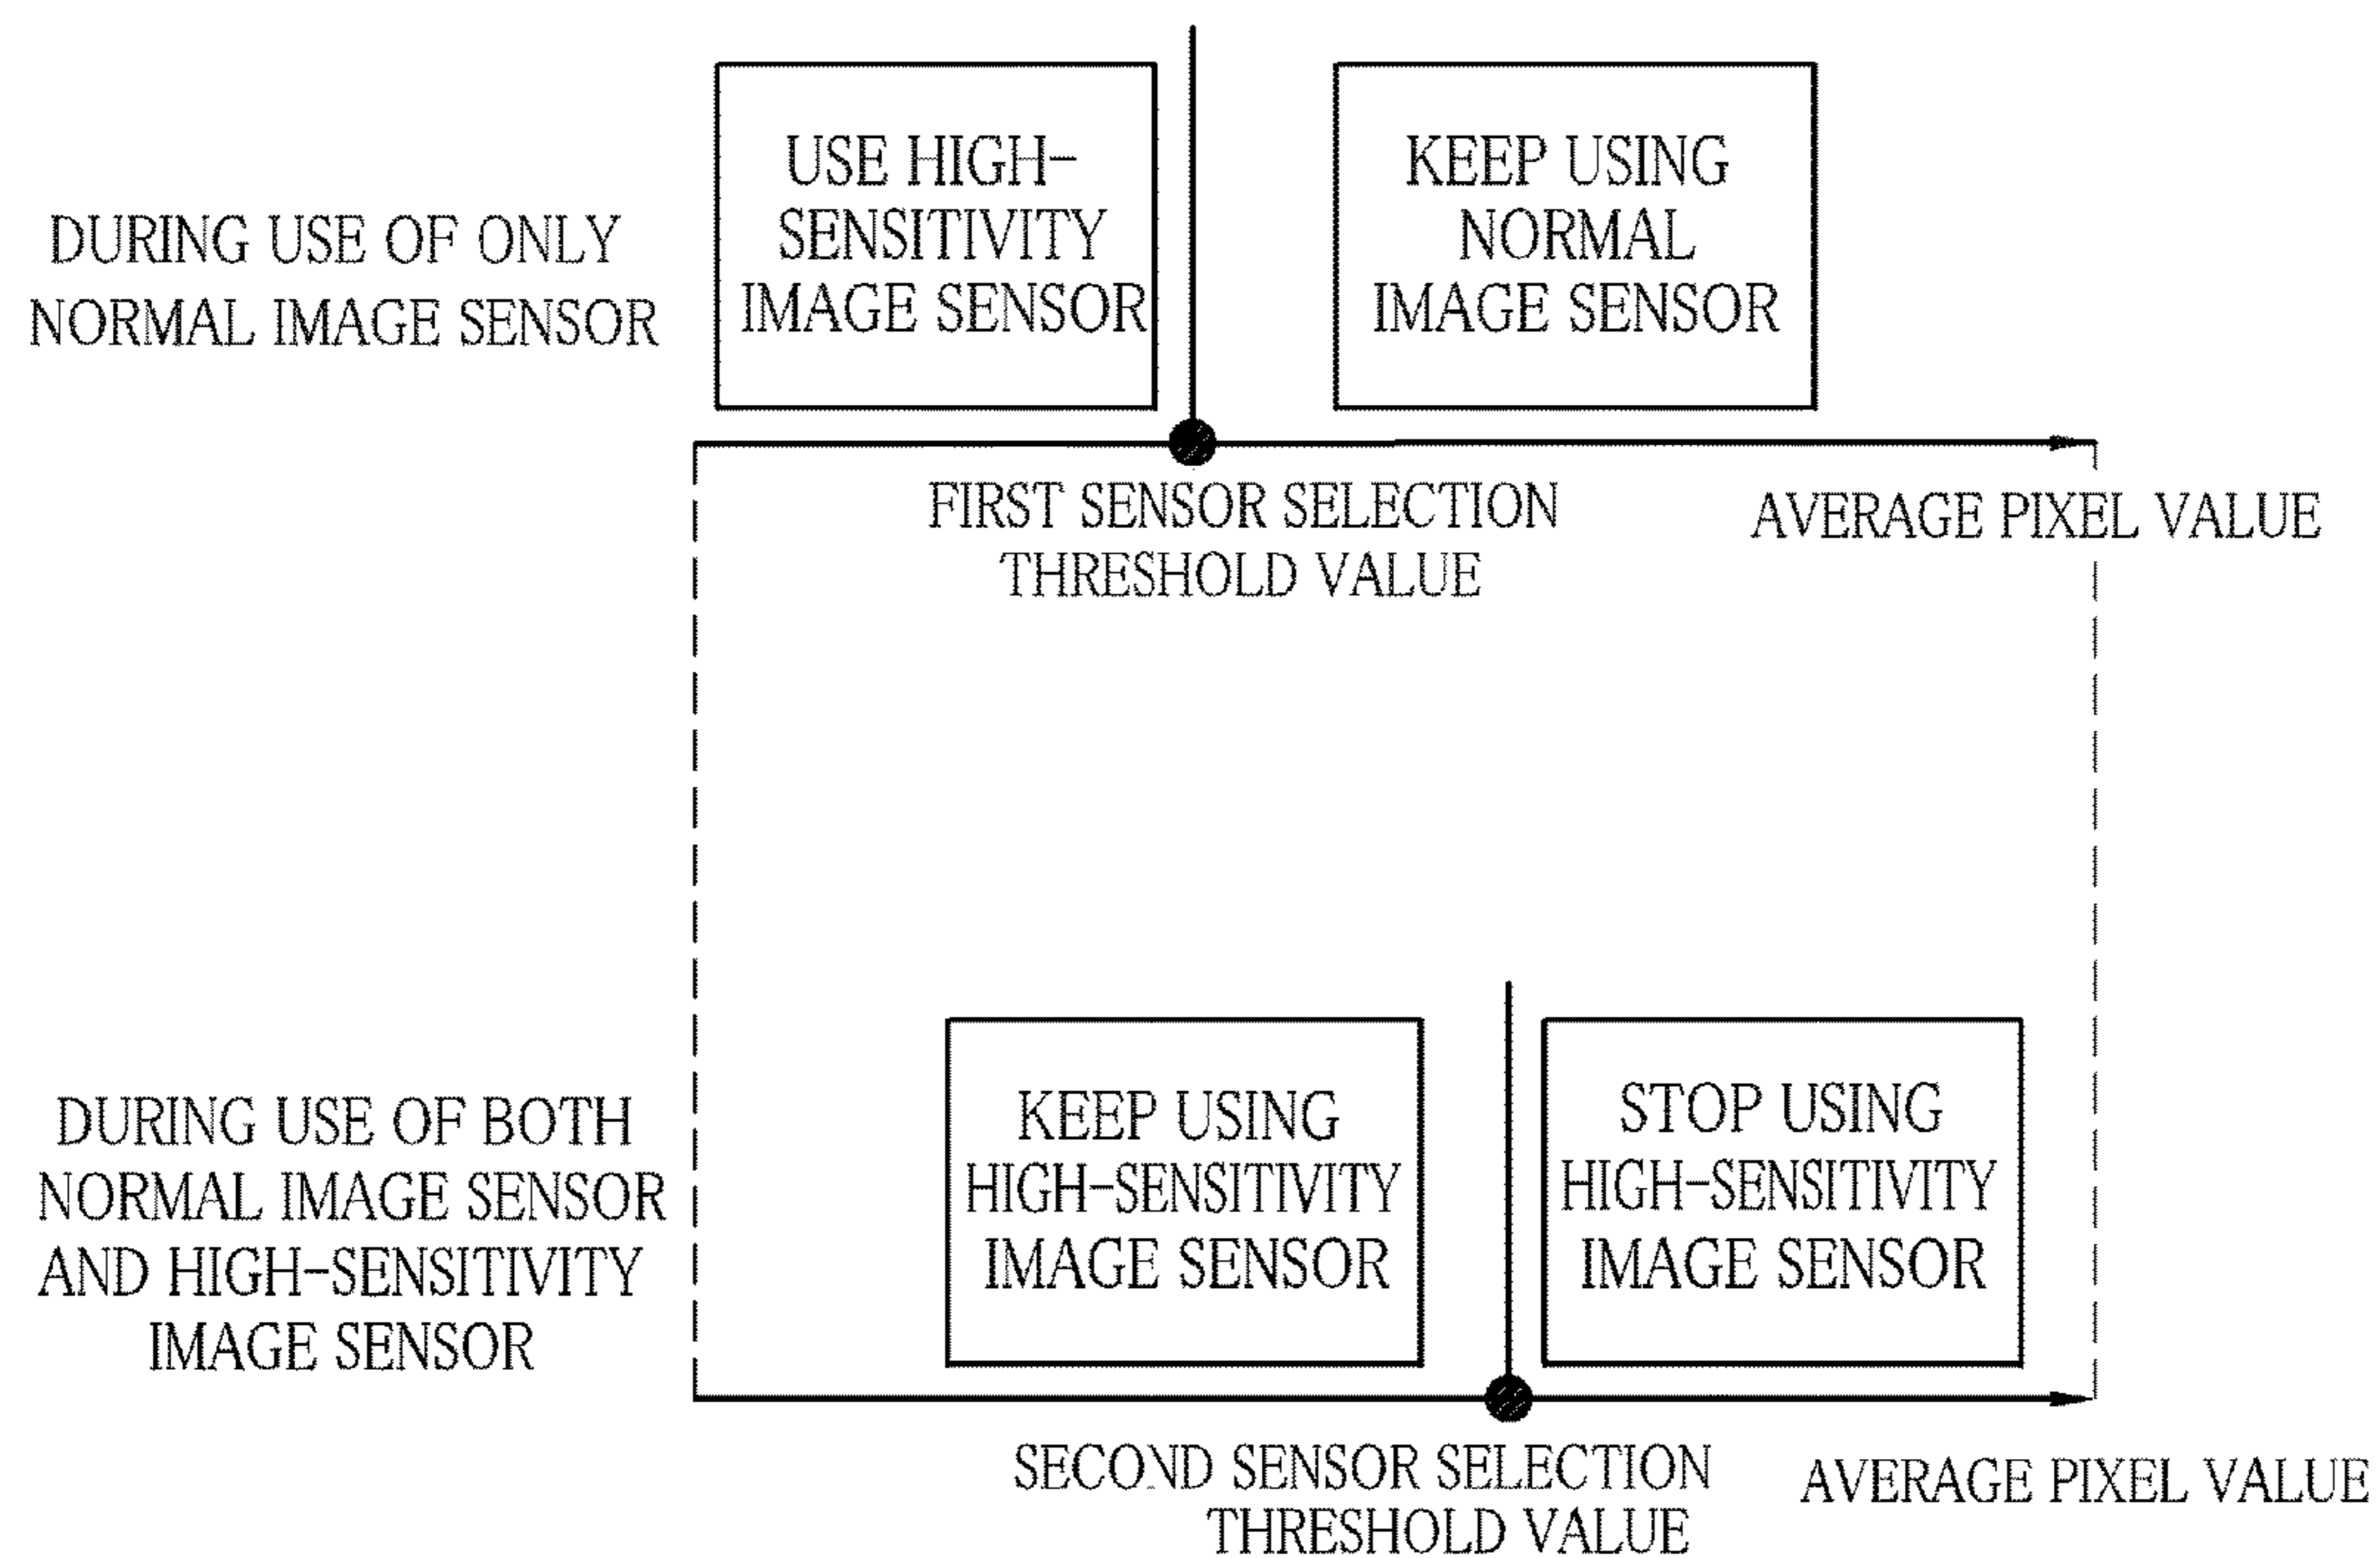 DURING USE OF ONLY
NORMAL IMAGE SENSOR
USE HIGH-
SENSITIVITY
IMAGE SENSOR
KEEP USING
NORMAL
IMAGE SENSOR
FIRST SENSOR SELECTION
THRESHOLD VALUE
AVERAGE PIXEL VALUE
DURING USE OF BOTH
NORMAL IMAGE SENSOR
AND HIGH-SENSITIVITY
IMAGE SENSOR
KEEP USING
HIGH-SENSITIVITY
IMAGE SENSOR
STOP USING
HIGH-SENSITIVITY
IMAGE SENSOR
SECOND SENSOR SELECTION
THRESHOLD VALUE
AVERAGE PIXEL VALUE